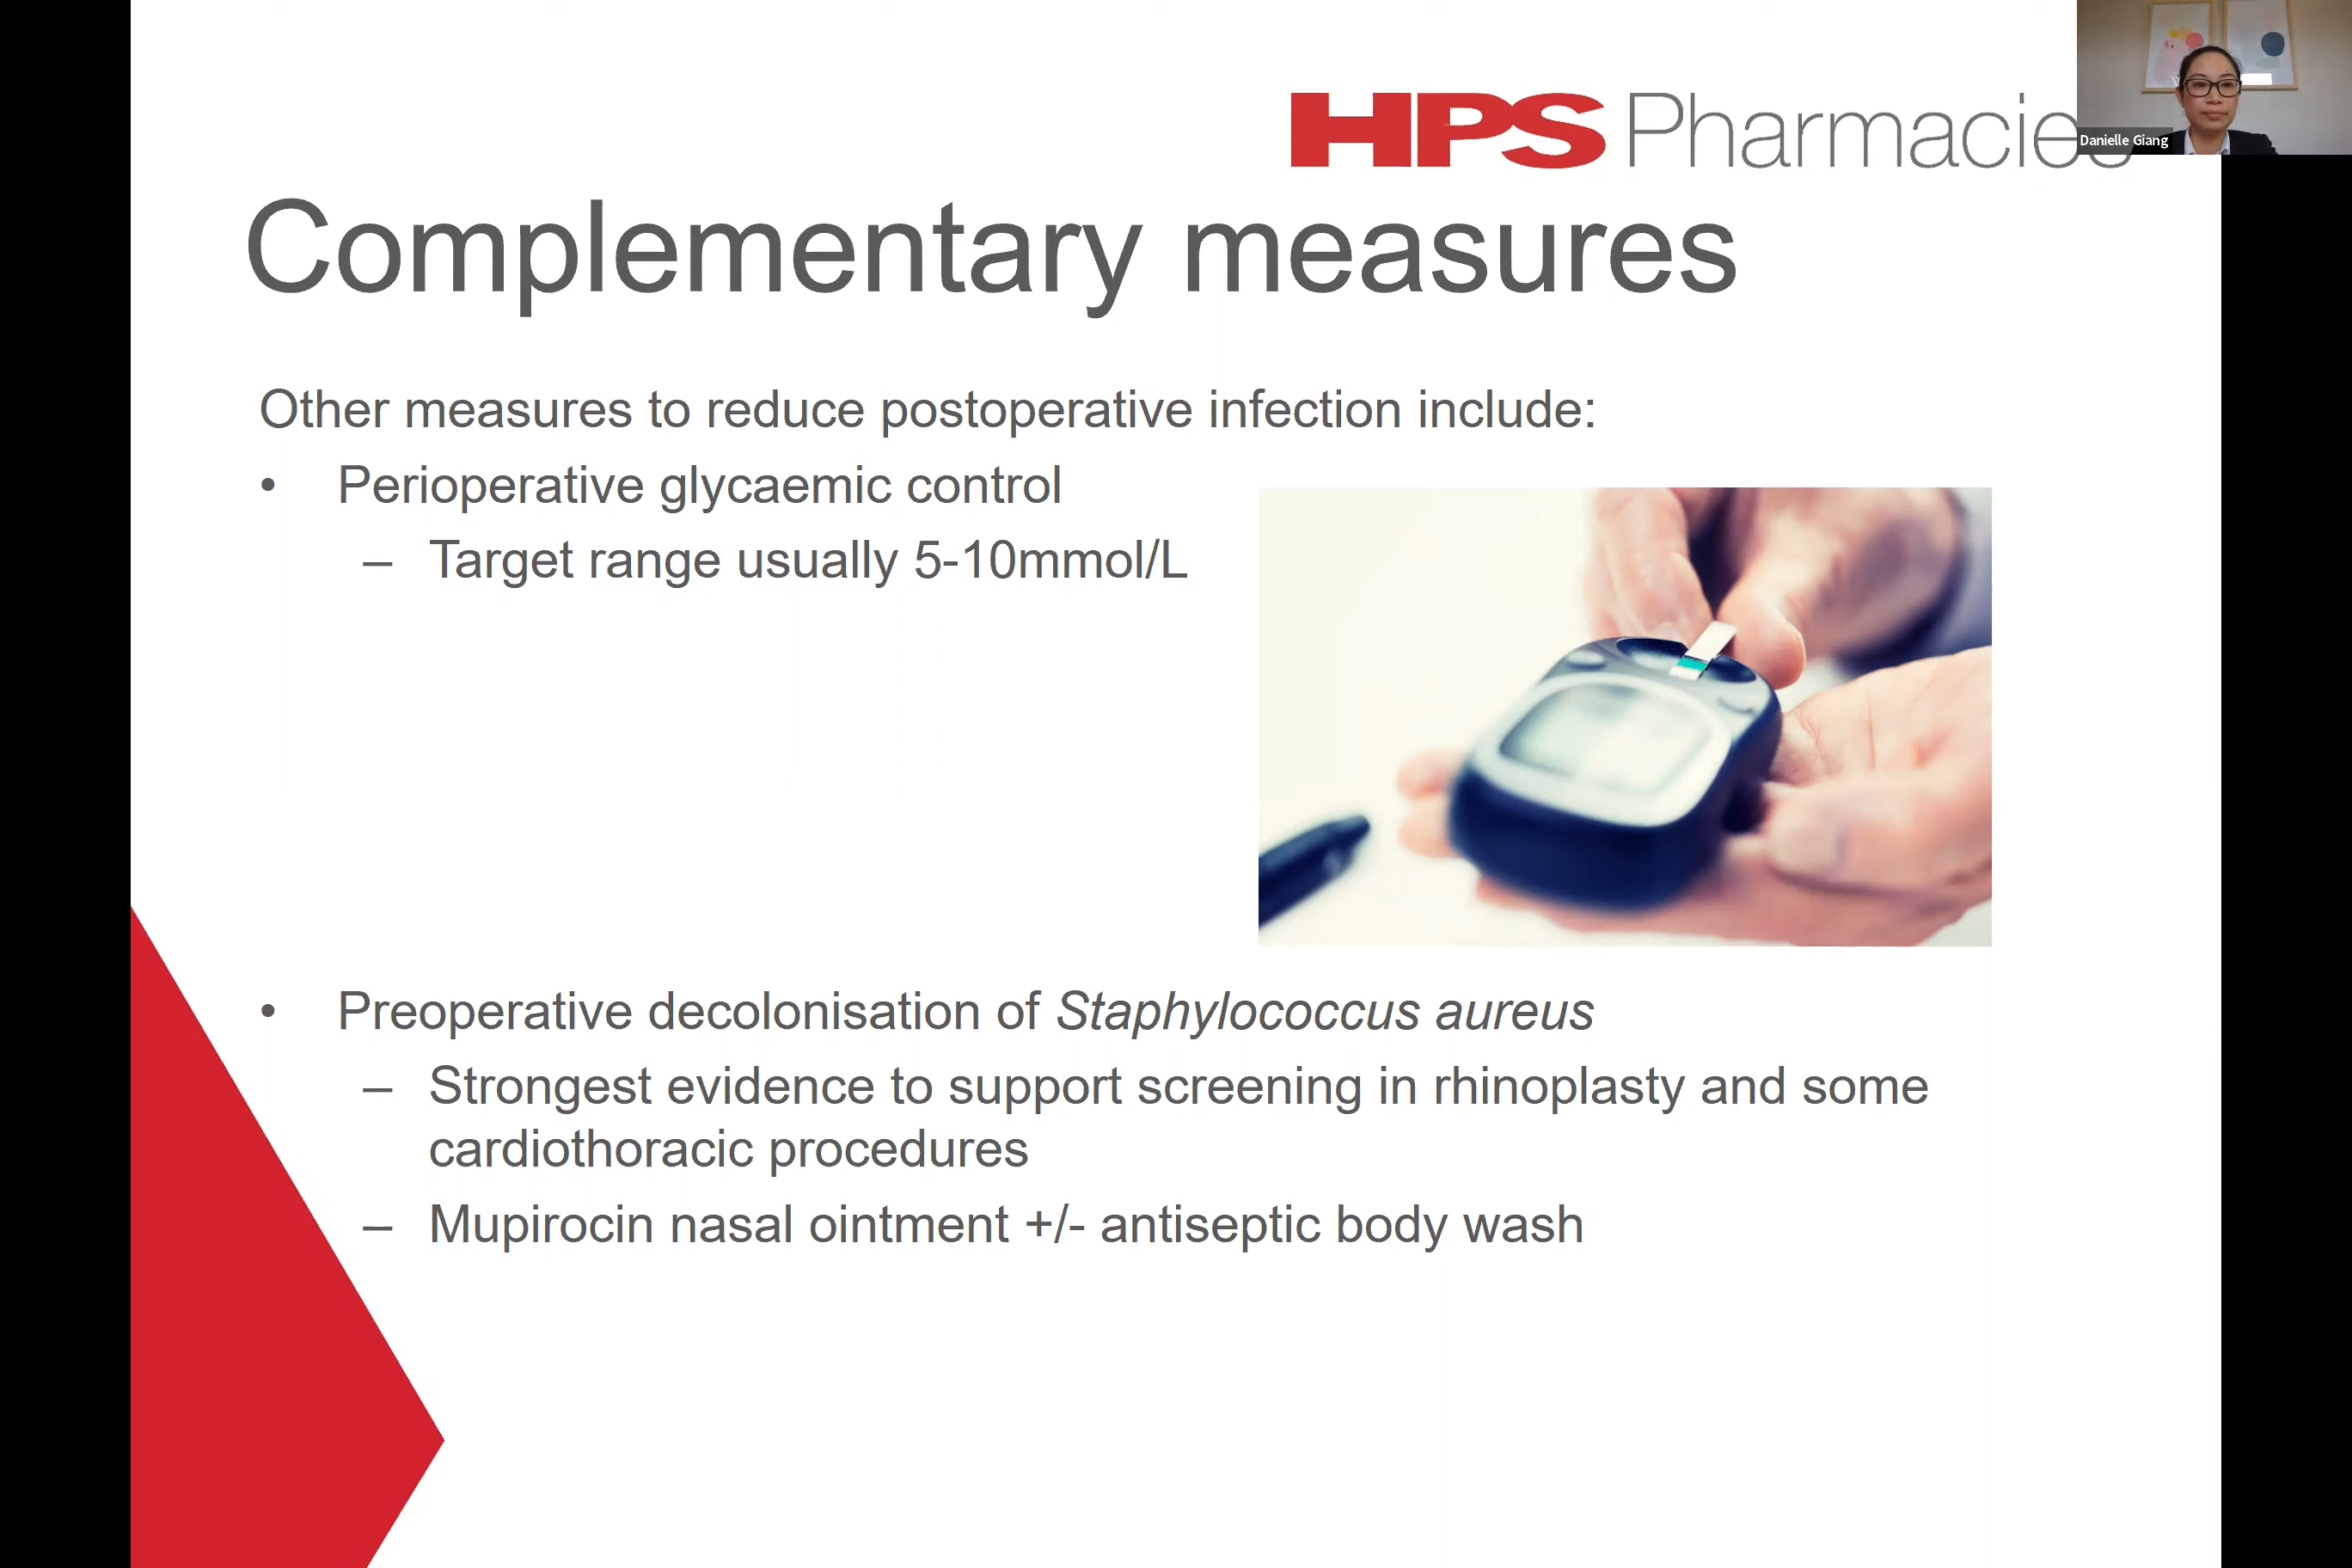 HPS Pharmacies
Danielle Giang
Complementary measures
Other measures to reduce postoperative infection include:
• Perioperative glycaemic control
– Target range usually 5-10mmol/L
• Preoperative decolonisation of Staphylococcus aureus
– Strongest evidence to support screening in rhinoplasty and some
cardiothoracic procedures
– Mupirocin nasal ointment +/- antiseptic body wash